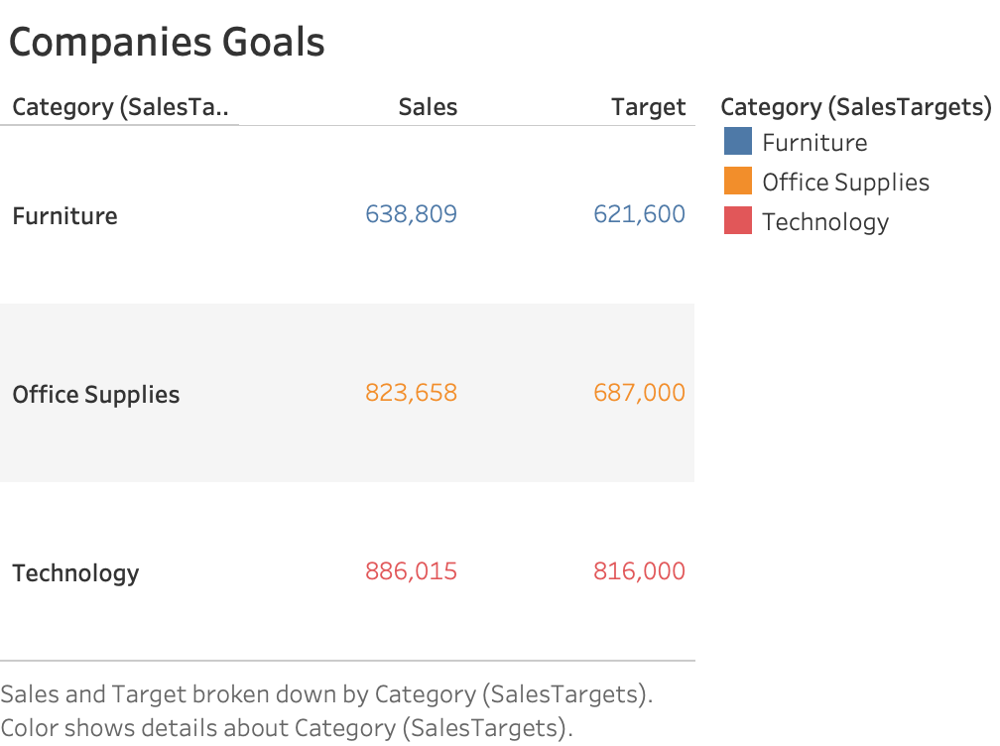 Companies Goals
Category (SalesTa.. Sales Target
Furniture 638,809 621,600
Office Supplies 823,658 687,000
Technology 886,015 816,000
Category (SalesTargets)
Furniture
Office Supplies
Technology
Sales and Target broken down by Category (SalesTargets).
Color shows details about Category (SalesTargets).